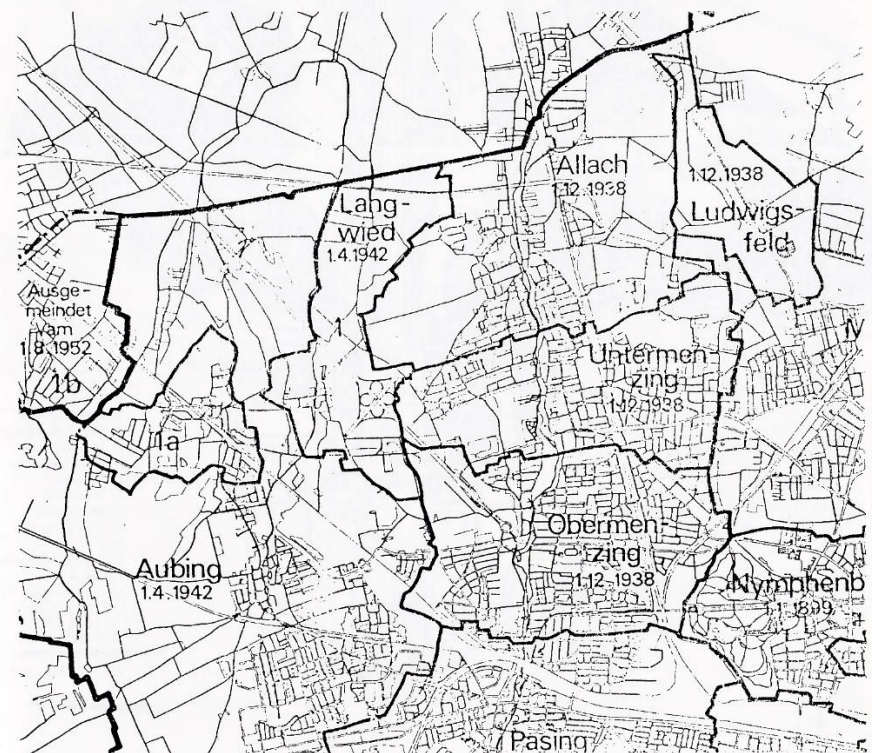 Allach
1.12.1938
1.12.1938
Ludwigs
feld
Lang-
wied
1.4.1942
Ausge-
meindet
am
1.8.1952
1b
1
1a
Untermen-
zing
1.12.1938
Obermen-
zing
1.12.1938
Aubing
1.4.1942
Nymphenb
1.1.1899
Pasing